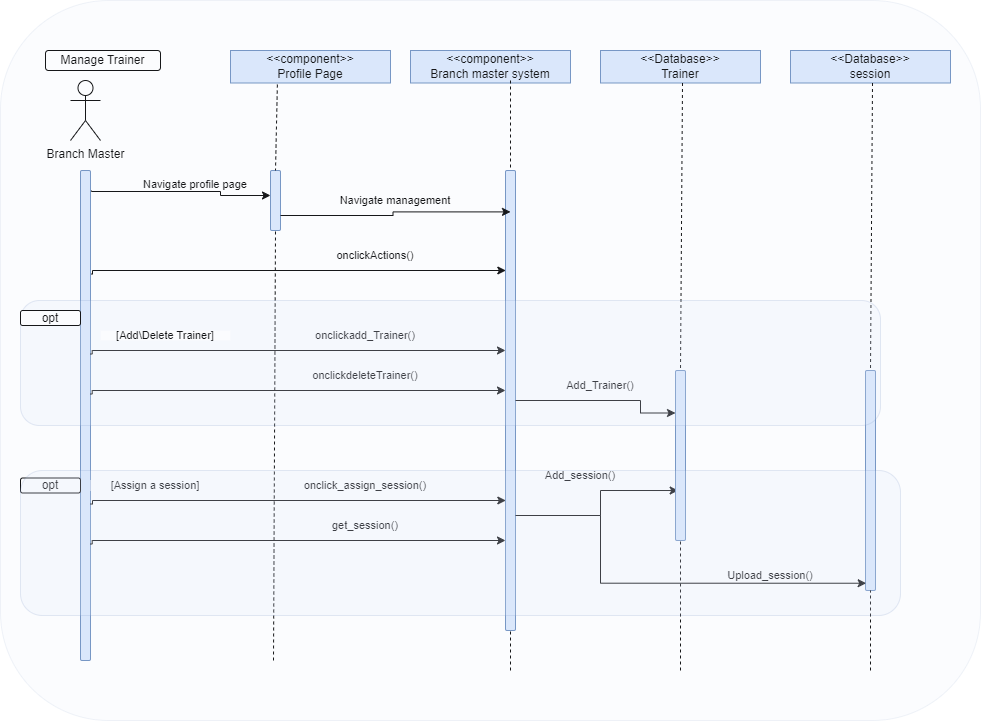 Manage Trainer
<<component>>
Profile Page
<<component>>
Branch master system
<<Database>>
Trainer
<<Database>>
session
Branch Master
Navigate profile page
Navigate management
onclickActions()
opt
[Add\Delete Trainer]
onclickadd_Trainer()
onclickdeleteTrainer()
Add_Trainer()
opt
[Assign a session]
onclick_assign_session()
Add_session()
get_session()
Upload_session()